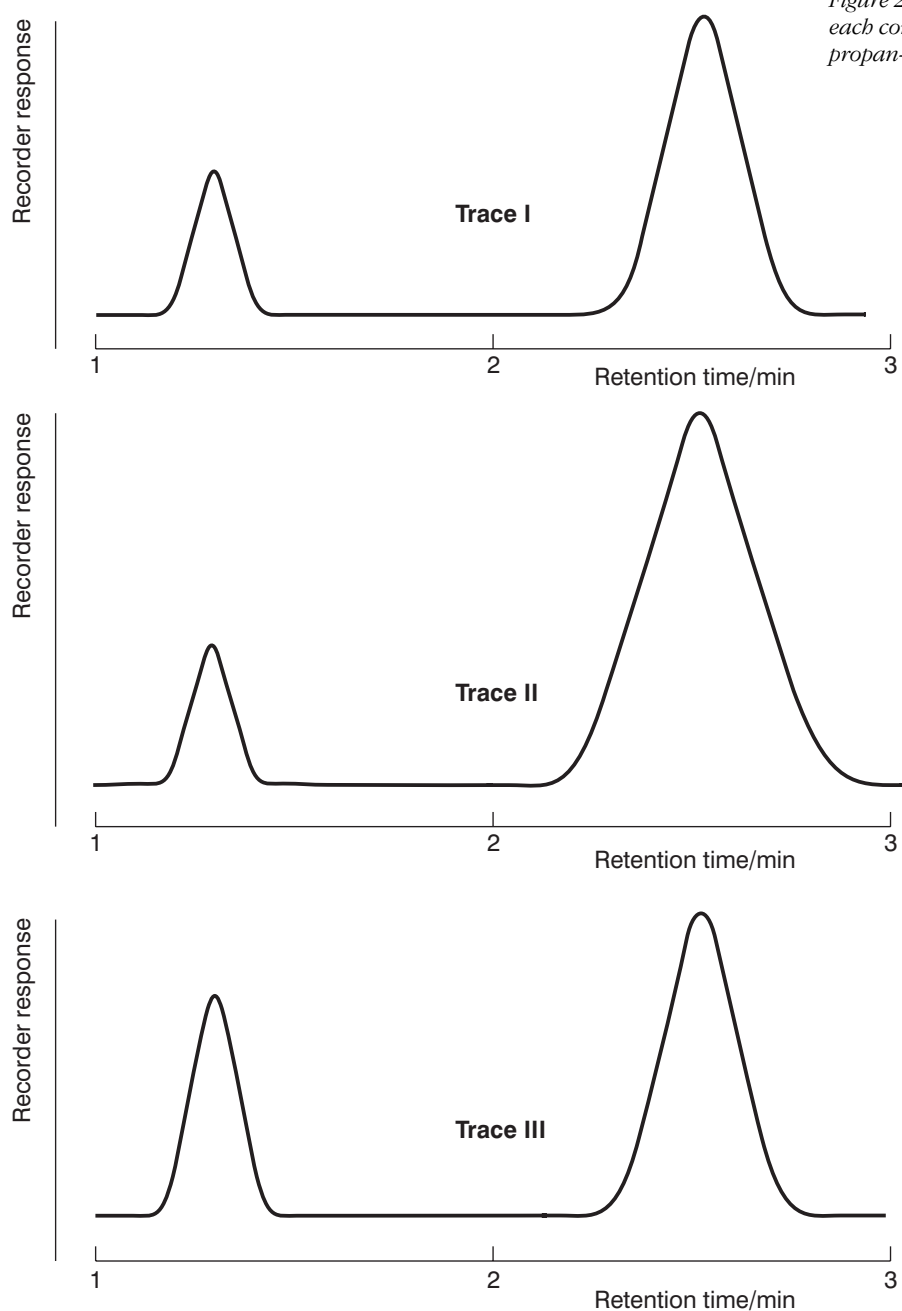 Figure 2
each co
propan-
Recorder response
Trace I
1 2 3
Retention time/min
Recorder response
Trace II
1 2 3
Retention time/min
Recorder response
Trace III
1 2 3
Retention time/min